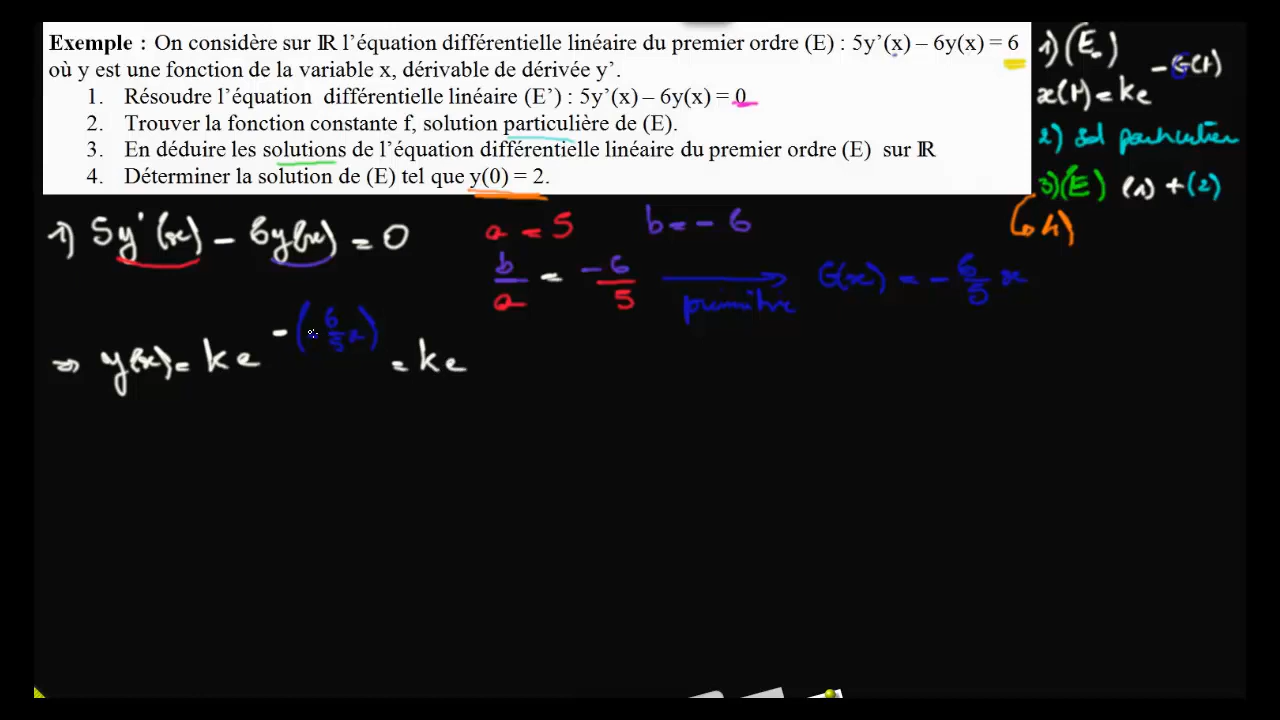 Exemple : On considère sur ℝ l’équation différentielle linéaire du premier ordre (E) : 5y’(x) – 6y(x) = 6
où y est une fonction de la variable x, dérivable de dérivée y’.
1. Résoudre l’équation différentielle linéaire (E’) : 5y’(x) – 6y(x) = 0
2. Trouver la fonction constante f, solution particulière de (E).
3. En déduire les solutions de l’équation différentielle linéaire du premier ordre (E) sur ℝ
4. Déterminer la solution de (E) tel que y(0) = 2.
1) (E₀)
x(t) = ke^(-G(t))
2) sol particulière
3) (E) (1) + (2)
1) 5y'(x) - 6y(x) = 0
a = 5 b = - 6
b/a = -6/5 → primitive G(x) = - 6/5 x
⇒ y(x) = ke^(-(-6/5 x)) = ke